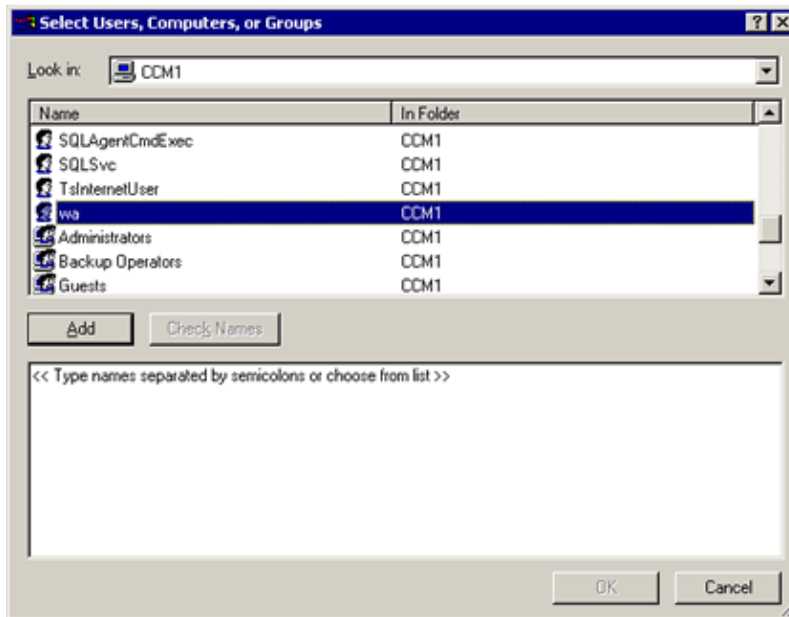 Select Users, Computers, or Groups
Look in: CCM1
Name In Folder
SQLAgentCmdExec CCM1
SQLSvc CCM1
TsInternetUser CCM1
wa CCM1
Administrators CCM1
Backup Operators CCM1
Guests CCM1
Add Check Names
<< Type names separated by semicolons or choose from list >>
OK Cancel